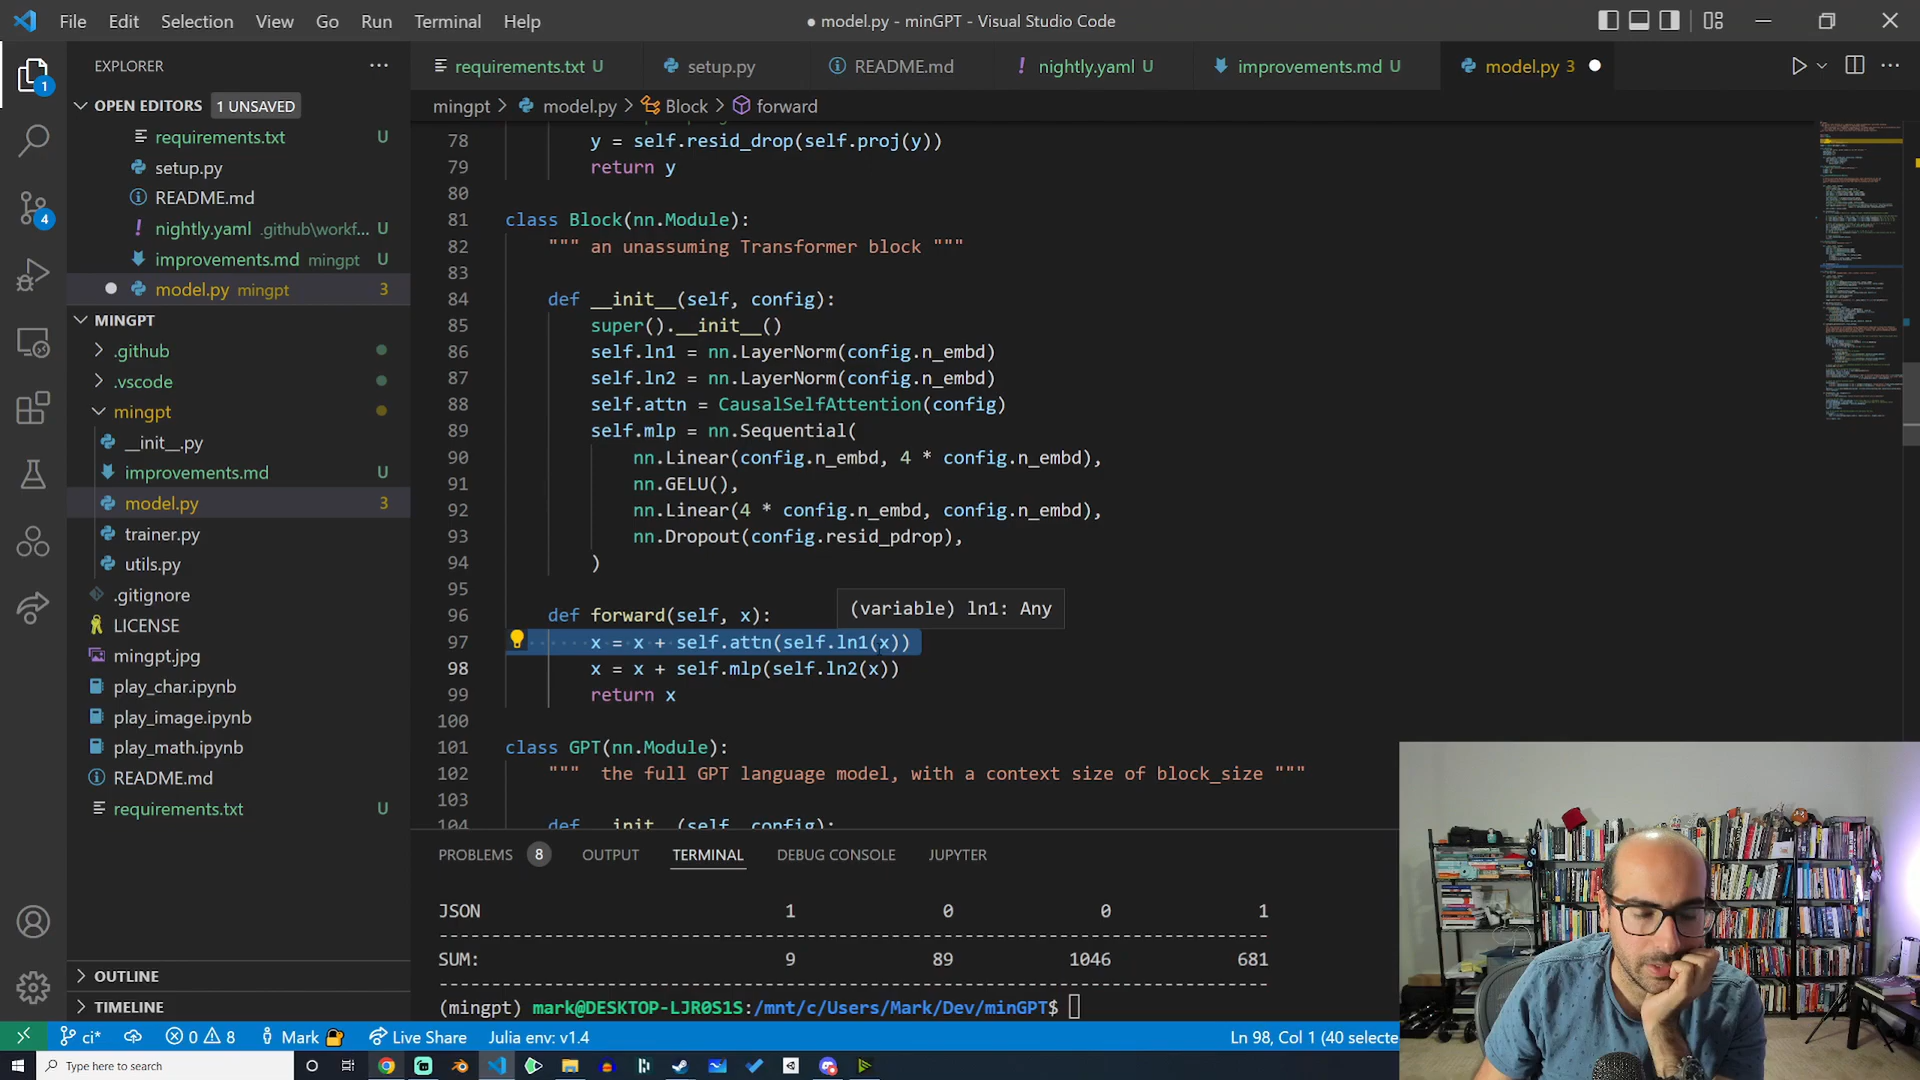 File Edit Selection View Go Run Terminal Help
● model.py - minGPT - Visual Studio Code
EXPLORER
OPEN EDITORS 1 UNSAVED
requirements.txt U
setup.py
README.md
nightly.yaml .github\workf... U
improvements.md mingpt U
model.py mingpt 3
MINGPT
.github
.vscode
mingpt
__init__.py
improvements.md U
model.py 3
trainer.py
utils.py
.gitignore
LICENSE
mingpt.jpg
play_char.ipynb
play_image.ipynb
play_math.ipynb
README.md
requirements.txt U
OUTLINE
TIMELINE
requirements.txt U setup.py README.md nightly.yaml U improvements.md U model.py 3
mingpt > model.py > Block > forward
78 y = self.resid_drop(self.proj(y))
79 return y
80
81 class Block(nn.Module):
82 """ an unassuming Transformer block """
83
84 def __init__(self, config):
85 super().__init__()
86 self.ln1 = nn.LayerNorm(config.n_embd)
87 self.ln2 = nn.LayerNorm(config.n_embd)
88 self.attn = CausalSelfAttention(config)
89 self.mlp = nn.Sequential(
90 nn.Linear(config.n_embd, 4 * config.n_embd),
91 nn.GELU(),
92 nn.Linear(4 * config.n_embd, config.n_embd),
93 nn.Dropout(config.resid_pdrop),
94 )
95
(variable) ln1: Any
96 def forward(self, x):
97 x = x + self.attn(self.ln1(x))
98 x = x + self.mlp(self.ln2(x))
99 return x
100
101 class GPT(nn.Module):
102 """ the full GPT language model, with a context size of block_size """
103
104 def __init__(self, config):
PROBLEMS 8 OUTPUT TERMINAL DEBUG CONSOLE JUPYTER
JSON 1 0 0 1
-------------------------------------------------------------------------------
SUM: 9 89 1046 681
-------------------------------------------------------------------------------
(mingpt) mark@DESKTOP-LJR0S1S:/mnt/c/Users/Mark/Dev/minGPT$
ci* 0 8 Mark Live Share Julia env: v1.4 Ln 98, Col 1 (40 selecte
Type here to search